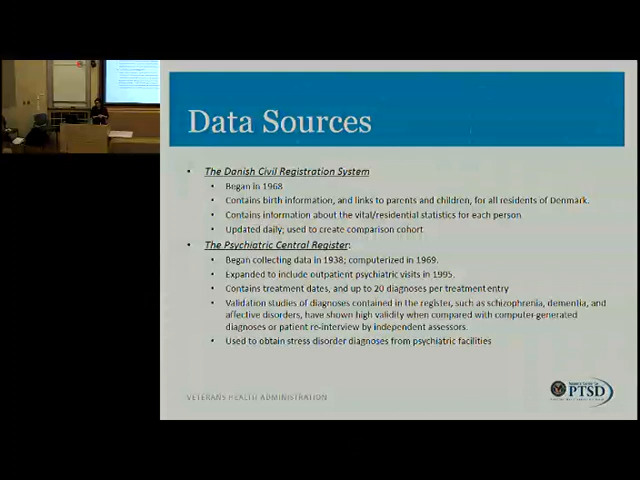 Data Sources
• The Danish Civil Registration System
• Began in 1968
• Contains birth information, and links to parents and children, for all residents of Denmark.
• Contains information about the vital/residential statistics for each person
• Updated daily; used to create comparison cohort
• The Psychiatric Central Register:
• Began collecting data in 1938; computerized in 1969.
• Expanded to include outpatient psychiatric visits in 1995.
• Contains treatment dates, and up to 20 diagnoses per treatment entry
• Validation studies of diagnoses contained in the register, such as schizophrenia, dementia, and
affective disorders, have shown high validity when compared with computer-generated
diagnoses or patient re-interview by independent assessors.
• Used to obtain stress disorder diagnoses from psychiatric facilities
VETERANS HEALTH ADMINISTRATION
PTSD